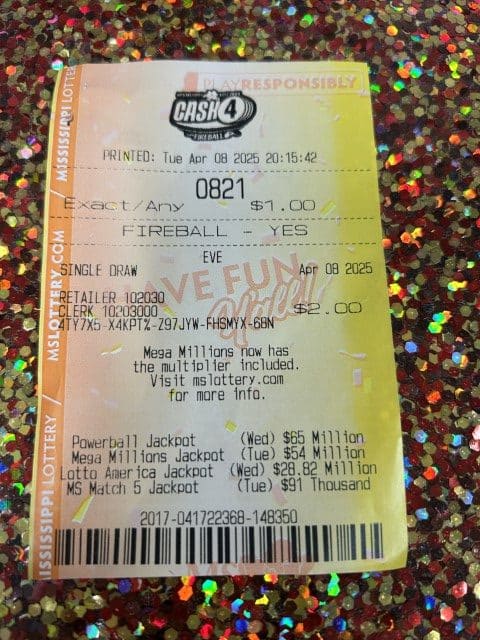 PLAY RESPONSIBLY
CASH 4
FIREBALL
PRINTED: Tue Apr 08 2025 20:15:42
0821
Exact/Any $1.00
FIREBALL - YES
EVE
SINGLE DRAW Apr 08 2025
HAVE FUN
RETAILER 102030
CLERK 10203000 $2.00
4TY7X5-X4KPT%-Z97JYW-FHSMYX-68N
Mega Millions now has
the multiplier included.
Visit mslottery.com
for more info.
Powerball Jackpot (Wed) $65 Million
Mega Millions Jackpot (Tue) $54 Million
Lotto America Jackpot (Wed) $28.82 Million
MS Match 5 Jackpot (Tue) $91 Thousand
2017-041722368-148350
MISSISSIPPI LOTTERY / MSLOTTERY.COM / MISSISSIPPI LOTTERY